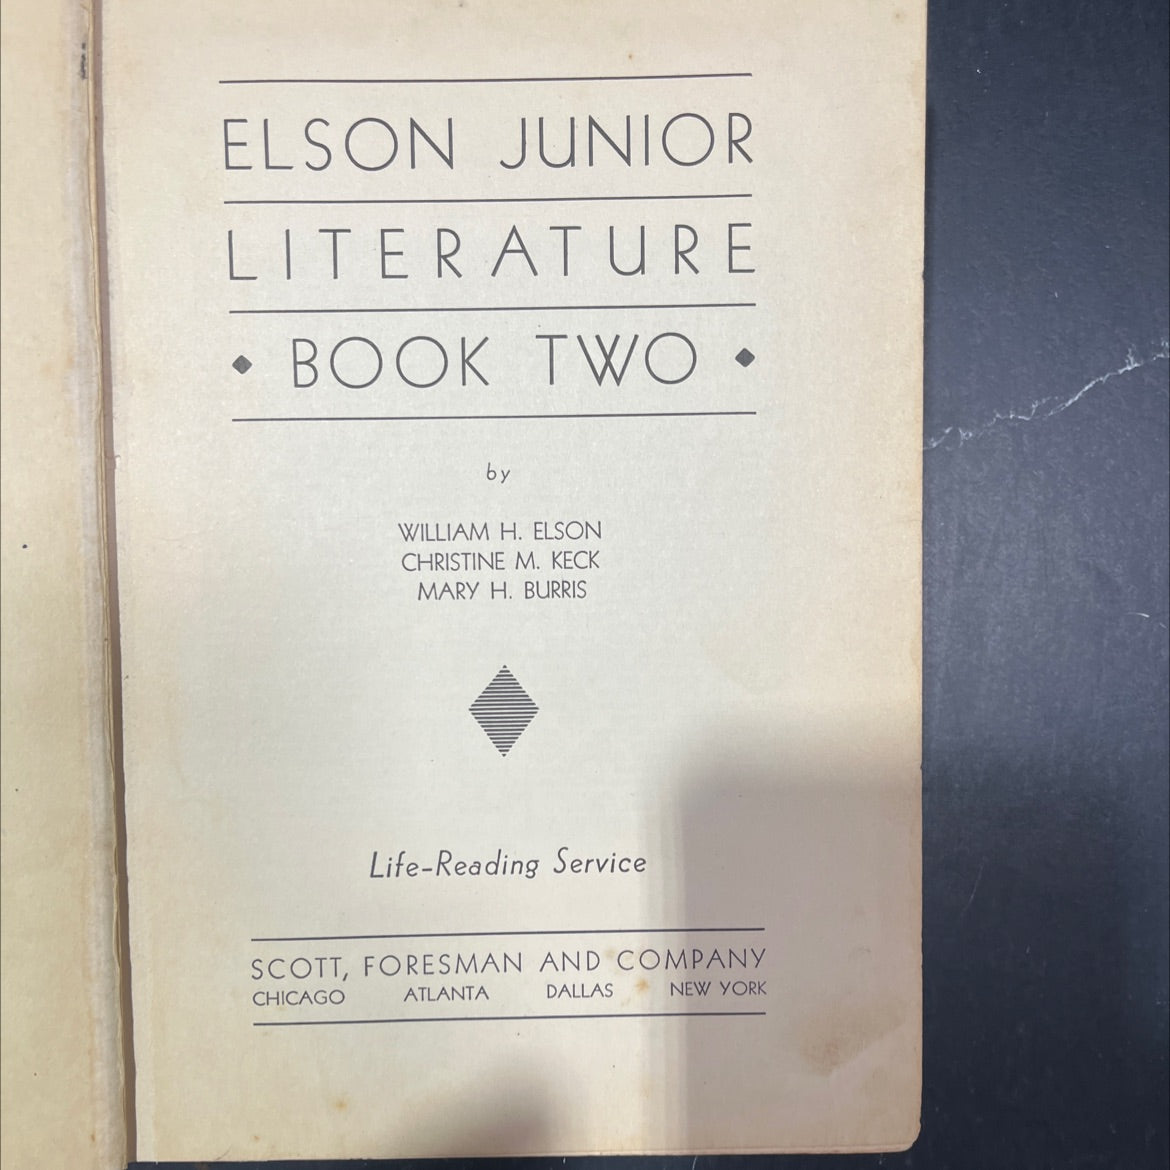 ELSON JUNIOR
LITERATURE
BOOK TWO
by
WILLIAM H. ELSON
CHRISTINE M. KECK
MARY H. BURRIS
Life-Reading Service
SCOTT, FORESMAN AND COMPANY
CHICAGO ATLANTA DALLAS NEW YORK